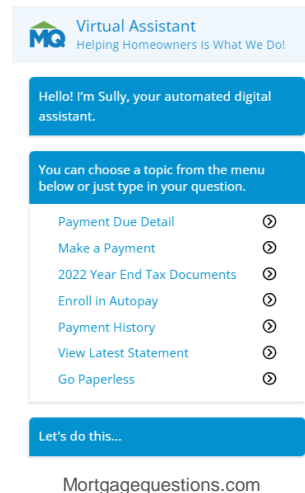 MQ
Virtual Assistant
Helping Homeowners Is What We Do!
Hello! I'm Sully, your automated digital
assistant.
You can choose a topic from the menu
below or just type in your question.
Payment Due Detail
Make a Payment
2022 Year End Tax Documents
Enroll in Autopay
Payment History
View Latest Statement
Go Paperless
Let's do this...
Mortgagequestions.com